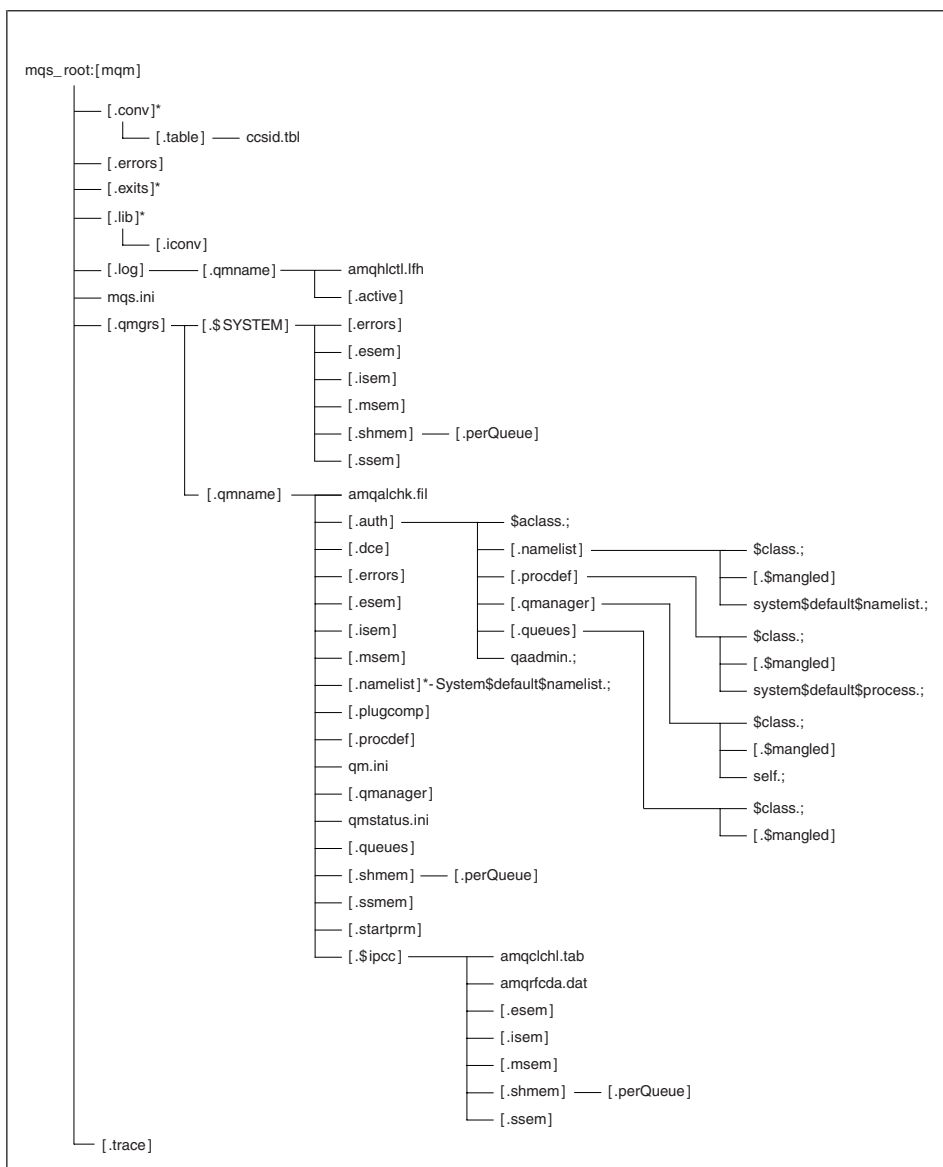 mqs_root:[mqm]
[.conv]*
[.table] ccsid.tbl
[.errors]
[.exits]*
[.lib]*
[.iconv]
[.log] [.qmname] amqhlctl.lfh
[.active]
mqs.ini
[.qmgrs] [.$SYSTEM] [.errors]
[.esem]
[.isem]
[.msem]
[.shmem] [.perQueue]
[.ssem]
[.qmname] amqalchk.fil
[.auth] $aclass.;
[.dce] [.namelist] $class.;
[.errors] [.procdef] [.$mangled]
[.esem] [.qmanager] system$default$namelist.;
[.isem] [.queues] $class.;
[.msem] qaadmin.; [.$mangled]
[.namelist]*-System$default$namelist.; system$default$process.;
[.plugcomp] $class.;
[.procdef] [.$mangled]
qm.ini self.;
[.qmanager] $class.;
qmstatus.ini [.$mangled]
[.queues]
[.shmem] [.perQueue]
[.ssmem]
[.startprm]
[.$ipcc] amqclchl.tab
amqrfcda.dat
[.esem]
[.isem]
[.msem]
[.shmem] [.perQueue]
[.ssem]
[.trace]